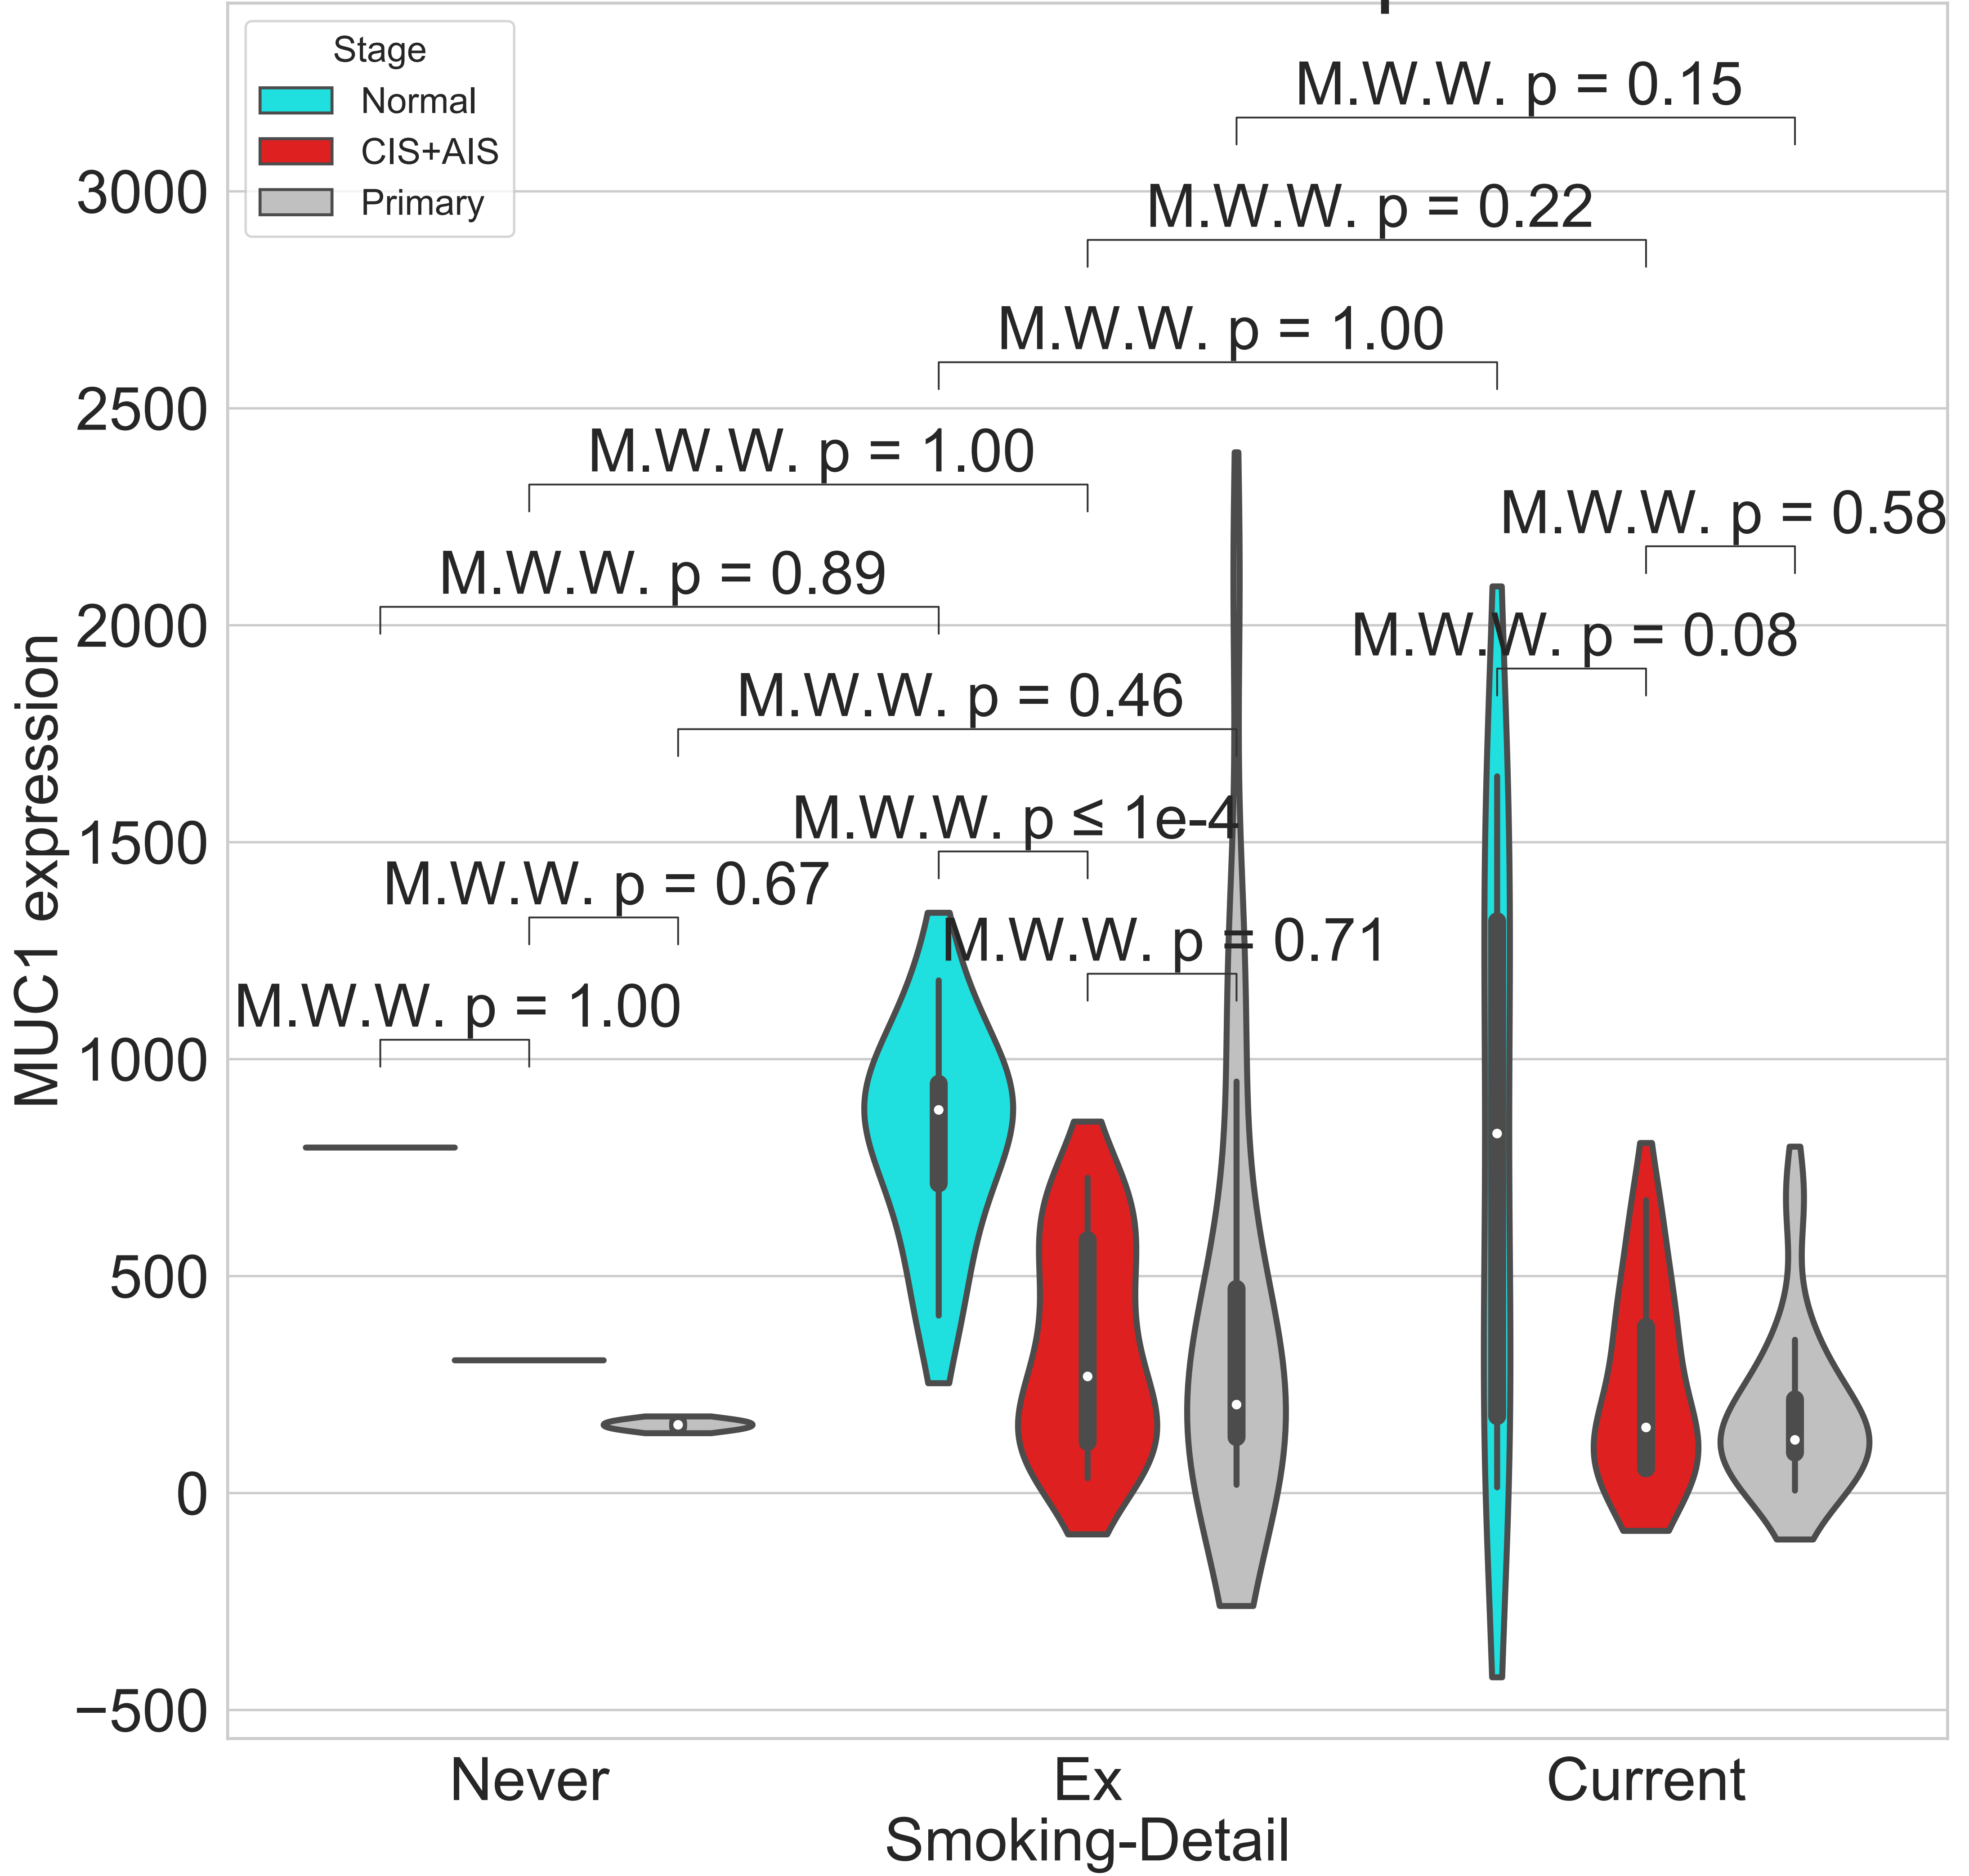 Stage
Normal
CIS+AIS
Primary
M.W.W. p = 0.15
M.W.W. p = 0.22
M.W.W. p = 1.00
M.W.W. p = 1.00
M.W.W. p = 0.58
M.W.W. p = 0.89
M.W.W. p = 0.08
M.W.W. p = 0.46
M.W.W. p ≤ 1e-4
M.W.W. p = 0.67
M.W.W. p = 0.71
M.W.W. p = 1.00
MUC1 expression
3000
2500
2000
1500
1000
500
0
−500
Never
Ex
Current
Smoking-Detail